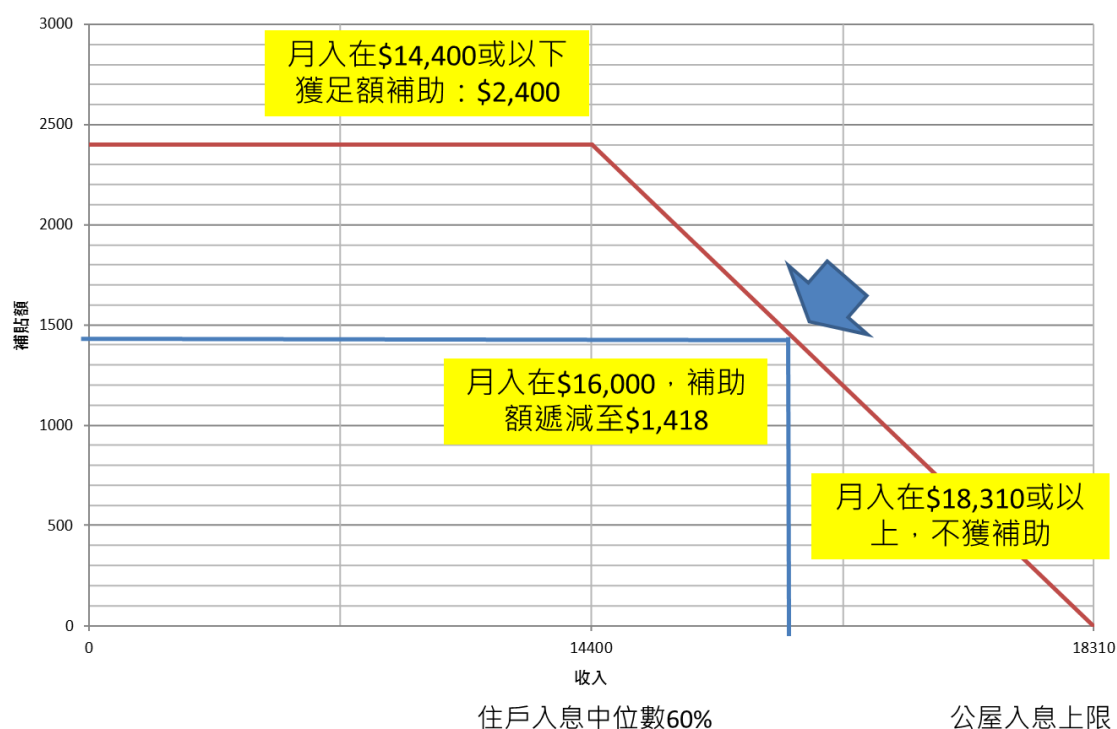 3000
月入在$14,400或以下
獲足額補助：$2,400
2500
2000
補貼額
1500
月入在$16,000，補助
額遞減至$1,418
1000
月入在$18,310或以
上，不獲補助
500
0
0 14400 18310
收入
住戶入息中位數60% 公屋入息上限